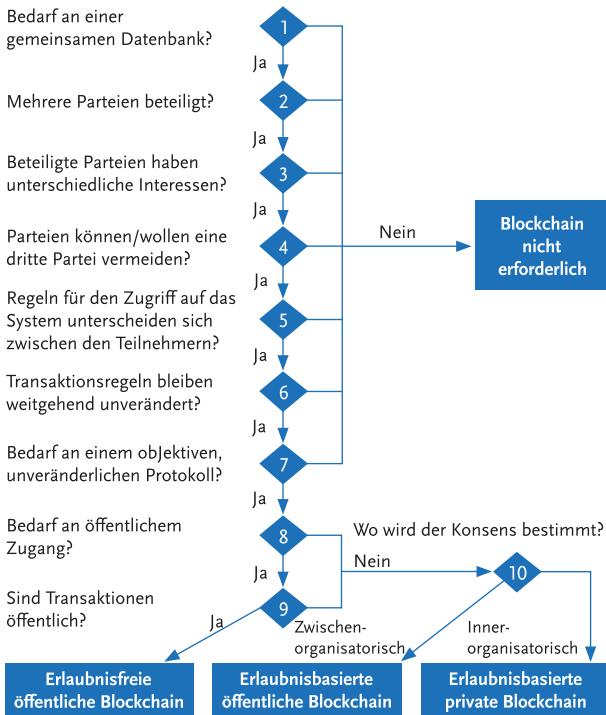 Bedarf an einer
gemeinsamen Datenbank?
1
Ja
Mehrere Parteien beteiligt?
2
Ja
Beteiligte Parteien haben
unterschiedliche Interessen?
3
Ja
Parteien können/wollen eine
dritte Partei vermeiden?
4
Nein
Blockchain
nicht
erforderlich
Ja
Regeln für den Zugriff auf das
System unterscheiden sich
zwischen den Teilnehmern?
5
Ja
Transaktionsregeln bleiben
weitgehend unverändert?
6
Ja
Bedarf an einem obJektiven,
unveränderlichen Protokoll?
7
Ja
Bedarf an öffentlichem
Zugang?
8
Wo wird der Konsens bestimmt?
Ja
Nein
10
Sind Transaktionen
öffentlich?
9
Ja
Zwischen-
organisatorisch
Inner-
organisatorisch
Erlaubnisfreie
öffentliche Blockchain
Erlaubnisbasierte
öffentliche Blockchain
Erlaubnisbasierte
private Blockchain